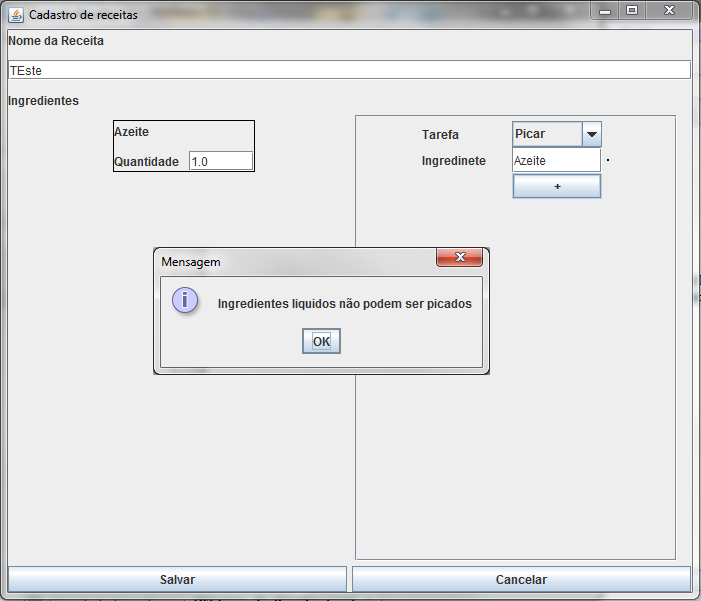 Cadastro de receitas
Nome da Receita
TEste
Ingredientes
Azeite
Quantidade 1.0
Tarefa Picar
Ingredinete Azeite
+
Mensagem
i
Ingredientes liquidos não podem ser picados
OK
Salvar Cancelar